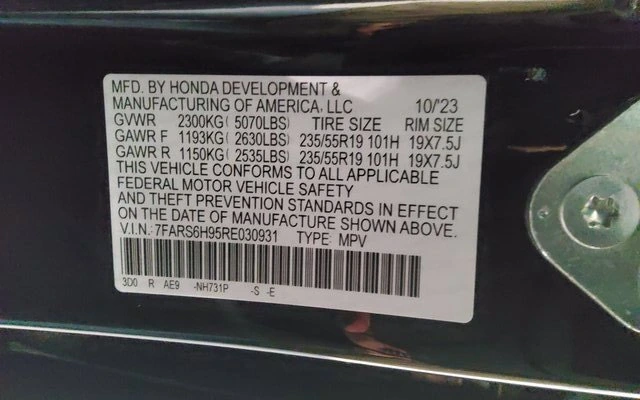 MFD. BY HONDA DEVELOPMENT &
MANUFACTURING OF AMERICA, LLC 10/'23
GVWR 2300KG( 5070LBS) TIRE SIZE RIM SIZE
GAWR F 1193KG( 2630LBS) 235/55R19 101H 19X7.5J
GAWR R 1150KG( 2535LBS) 235/55R19 101H 19X7.5J
THIS VEHICLE CONFORMS TO ALL APPLICABLE
FEDERAL MOTOR VEHICLE SAFETY
AND THEFT PREVENTION STANDARDS IN EFFECT
ON THE DATE OF MANUFACTURE SHOWN ABOVE.
V.I.N.: 7FARS6H95RE030931 TYPE: MPV
3D0 R AE9 -NH731P -S -E